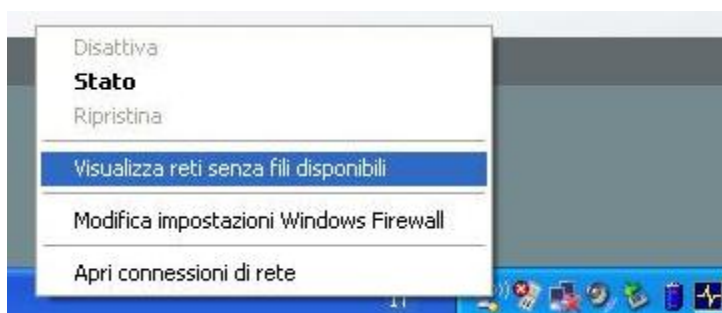 Disattiva
Stato
Ripristina
Visualizza reti senza fili disponibili
Modifica impostazioni Windows Firewall
Apri connessioni di rete